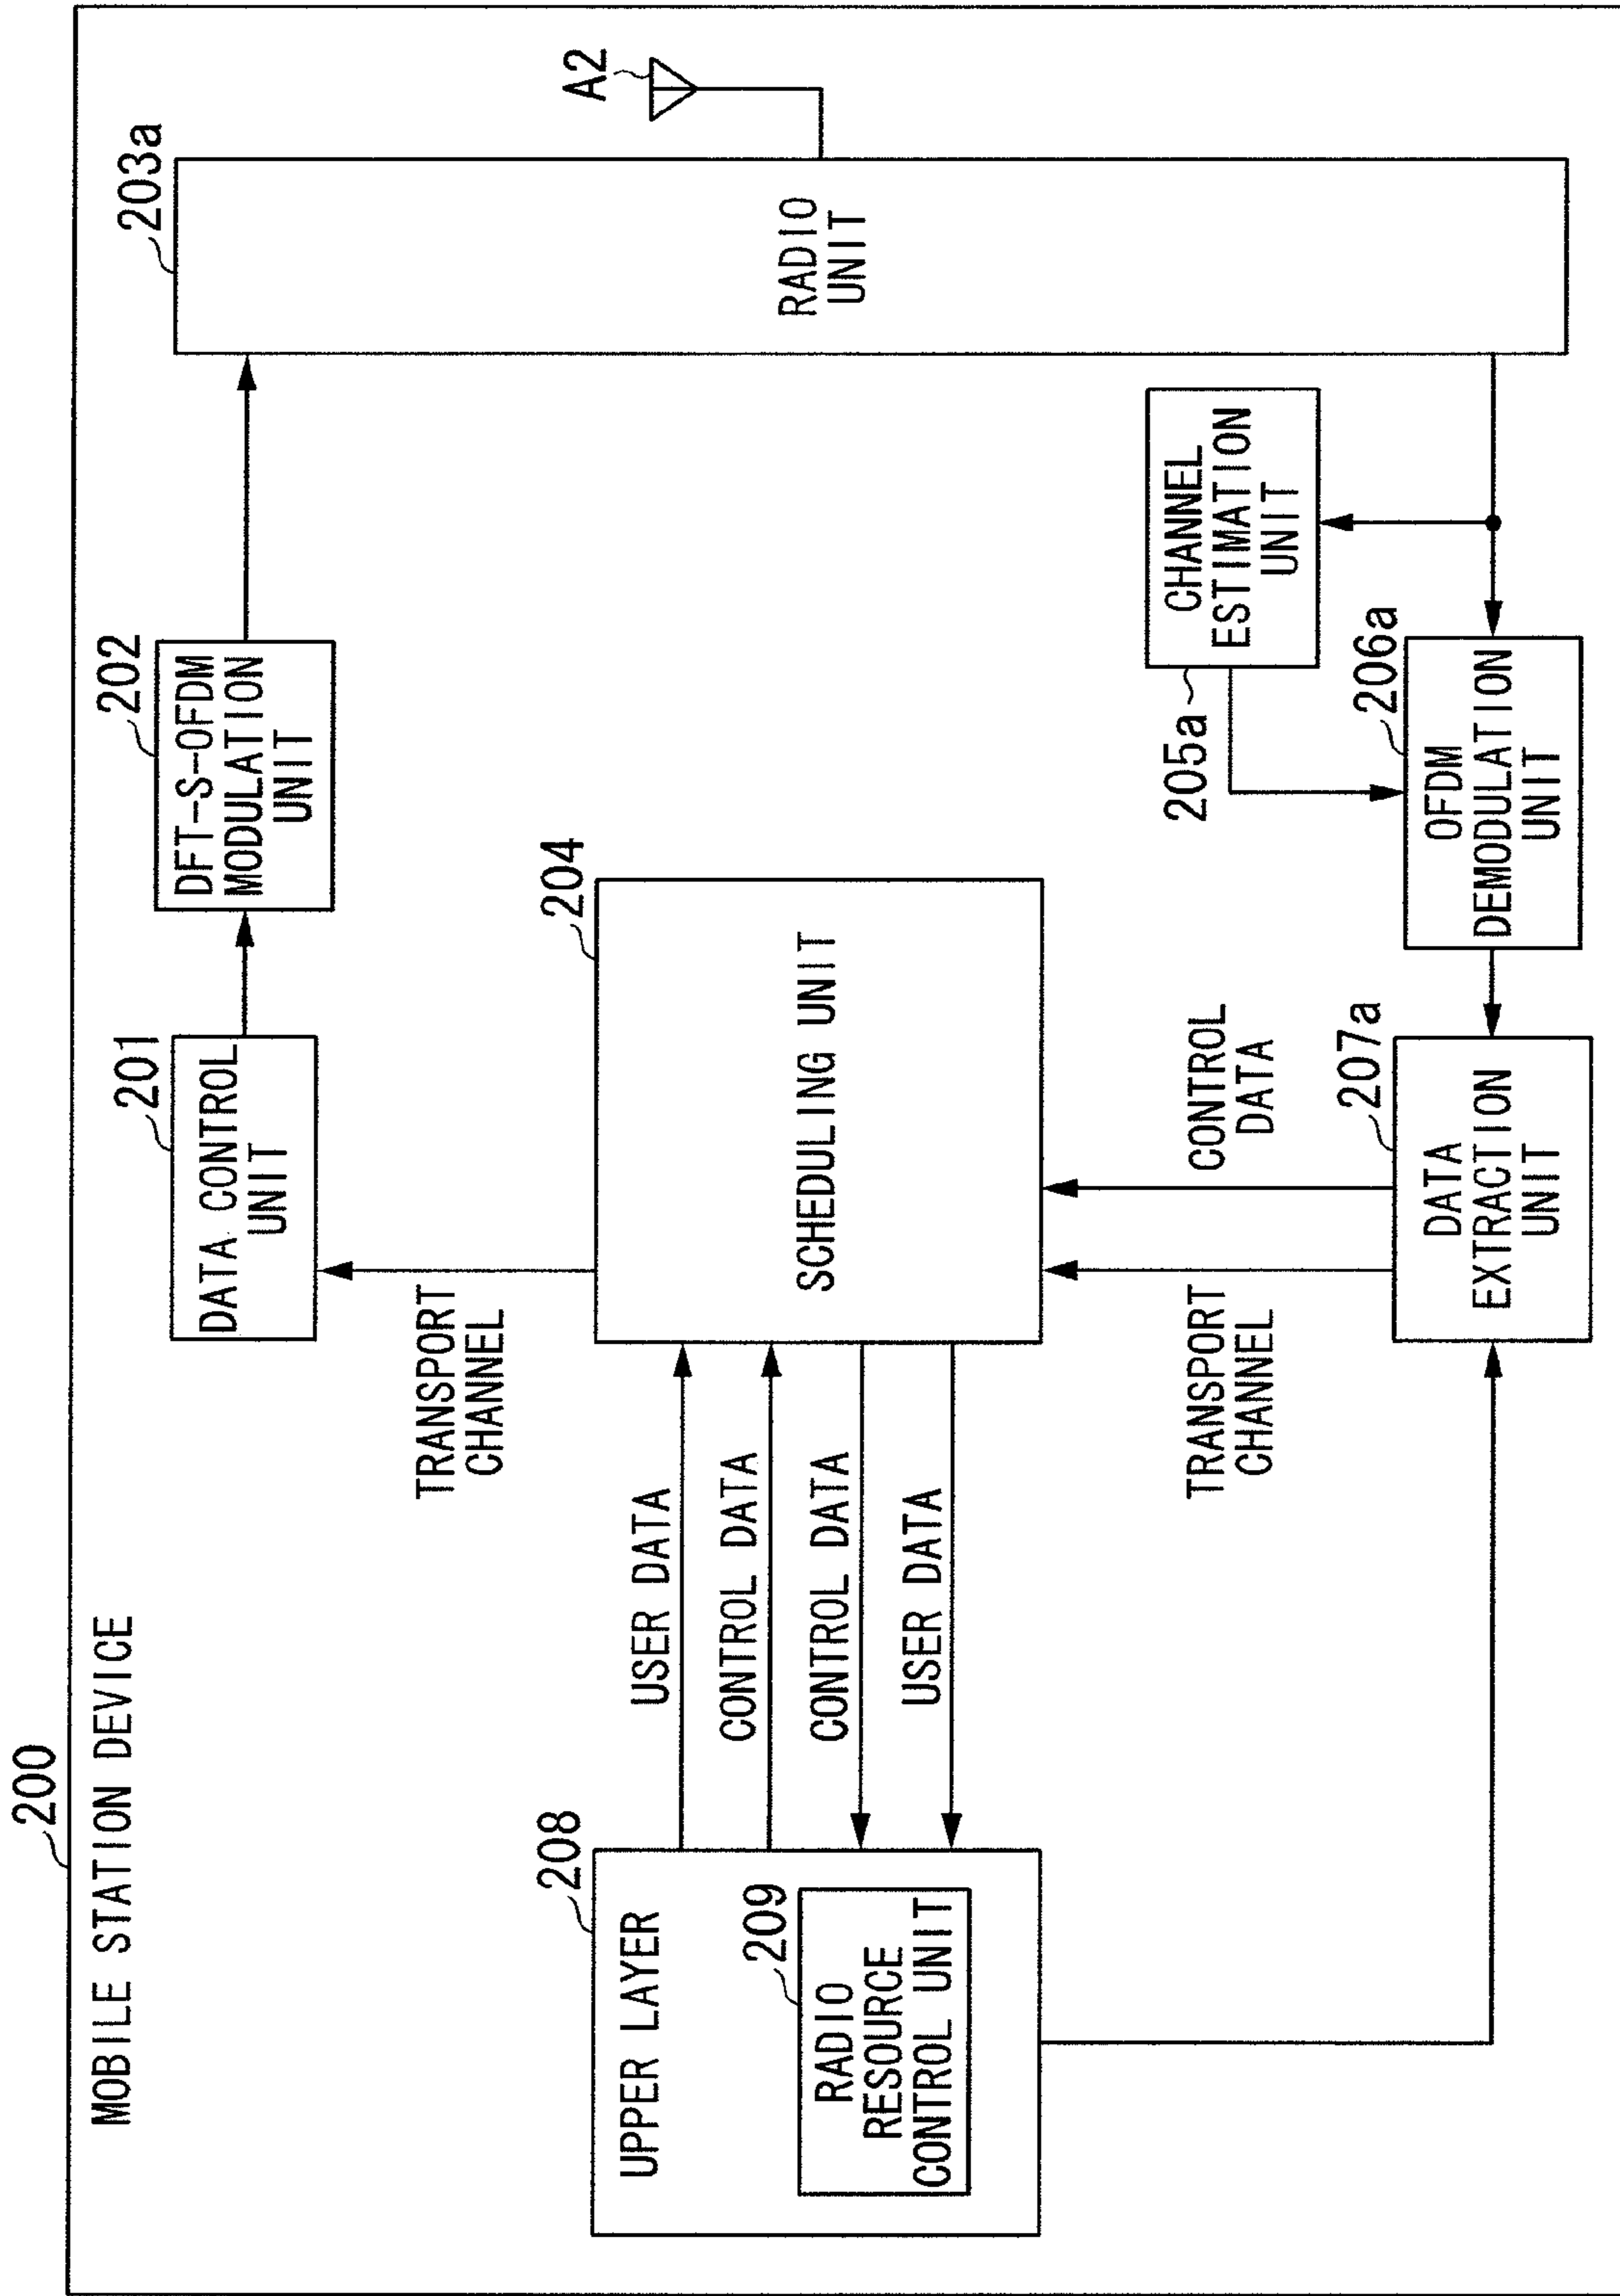 200
MOBILE STATION DEVICE
208
UPPER LAYER
209
RADIO
RESOURCE
CONTROL UNIT
USER DATA
CONTROL DATA
CONTROL DATA
USER DATA
201
DATA CONTROL
UNIT
TRANSPORT
CHANNEL
204
SCHEDULING UNIT
TRANSPORT
CHANNEL
CONTROL
DATA
207a
DATA
EXTRACTION
UNIT
202
DFT-S-OFDM
MODULATION
UNIT
205a
CHANNEL
ESTIMATION
UNIT
206a
OFDM
DEMODULATION
UNIT
203a
RADIO
UNIT
A2